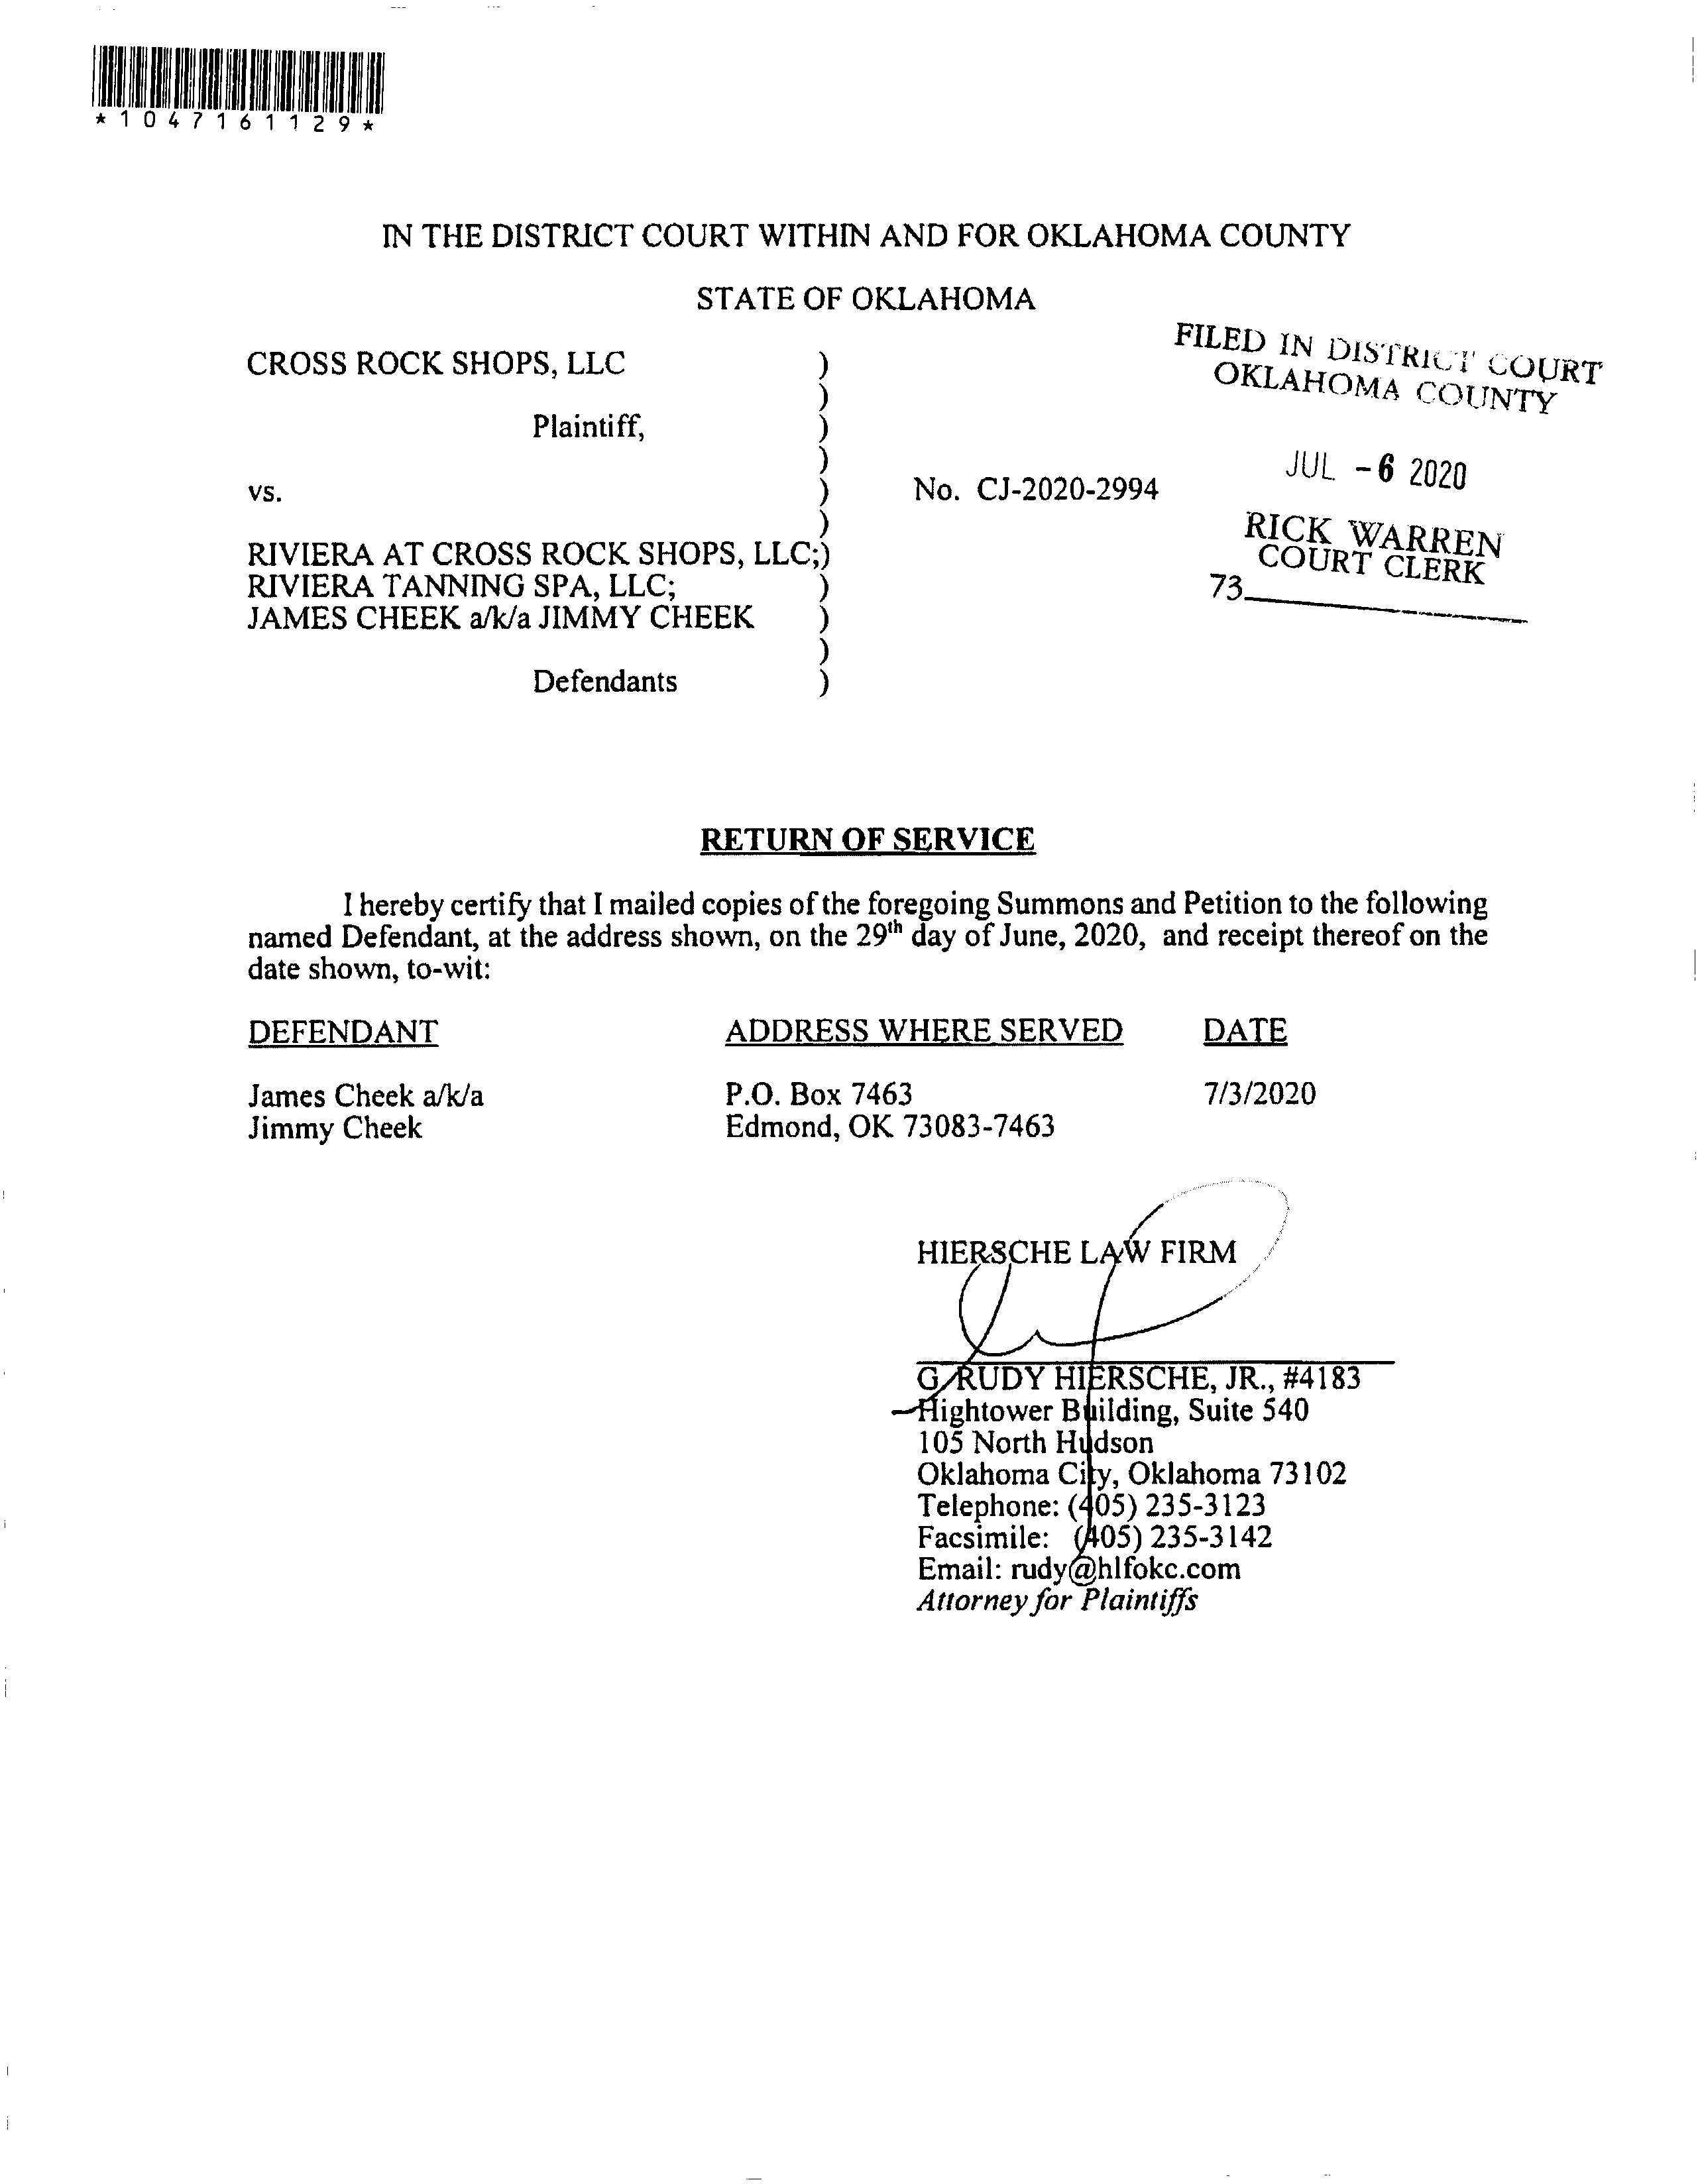 *1047161129*
IN THE DISTRICT COURT WITHIN AND FOR OKLAHOMA COUNTY
STATE OF OKLAHOMA
FILED IN DISTRICT COURT
OKLAHOMA COUNTY
JUL -6 2020
RICK WARREN
COURT CLERK
73
CROSS ROCK SHOPS, LLC )
)
Plaintiff, )
)
vs. ) No. CJ-2020-2994
)
RIVIERA AT CROSS ROCK SHOPS, LLC;)
RIVIERA TANNING SPA, LLC; )
JAMES CHEEK a/k/a JIMMY CHEEK )
)
Defendants )
RETURN OF SERVICE
I hereby certify that I mailed copies of the foregoing Summons and Petition to the following
named Defendant, at the address shown, on the 29th day of June, 2020, and receipt thereof on the
date shown, to-wit:
DEFENDANT ADDRESS WHERE SERVED DATE
James Cheek a/k/a P.O. Box 7463 7/3/2020
Jimmy Cheek Edmond, OK 73083-7463
HIERSCHE LAW FIRM
G. RUDY HIERSCHE, JR., #4183
Hightower Building, Suite 540
105 North Hudson
Oklahoma City, Oklahoma 73102
Telephone: (405) 235-3123
Facsimile: (405) 235-3142
Email: rudy@hlfokc.com
Attorney for Plaintiffs